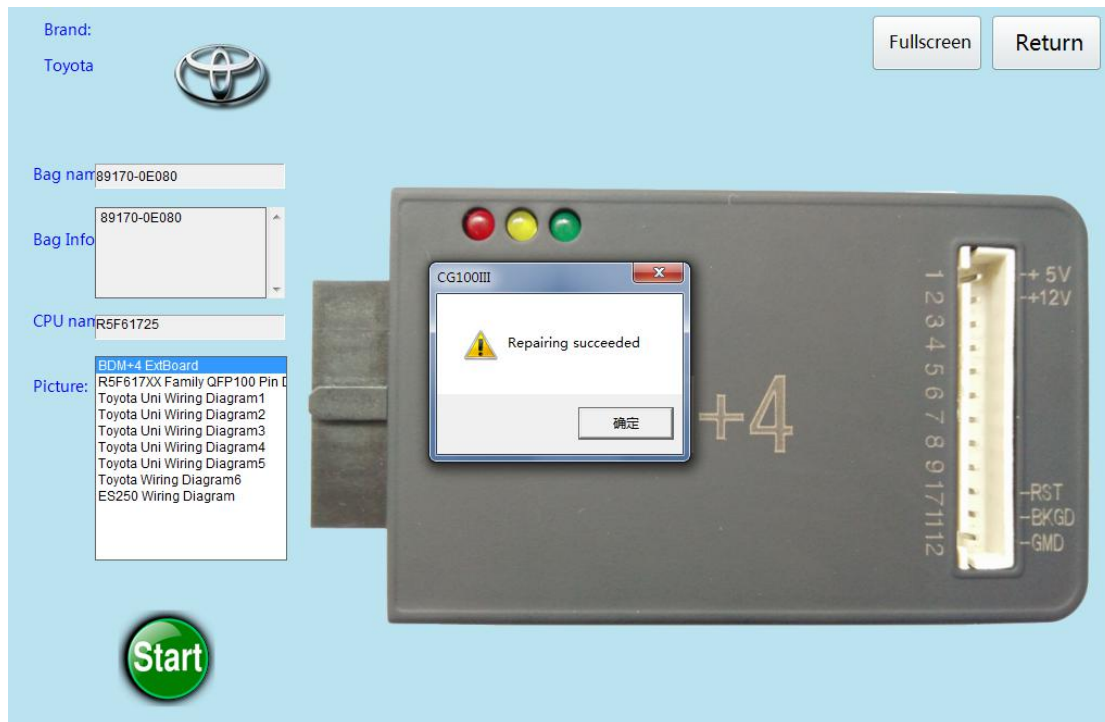 Brand:
Toyota
Fullscreen
Return
Bag nam
89170-0E080
Bag Info
89170-0E080
CPU nam
R5F61725
Picture:
BDM+4 ExtBoard
R5F617XX Family QFP100 Pin D
Toyota Uni Wiring Diagram1
Toyota Uni Wiring Diagram2
Toyota Uni Wiring Diagram3
Toyota Uni Wiring Diagram4
Toyota Uni Wiring Diagram5
Toyota Wiring Diagram6
ES250 Wiring Diagram
Start
CG100III
Repairing succeeded
确定
+4
1 2 3 4 5 6 7 8 9 17 11 12
+ 5V
+12V
RST
BKGD
GMD